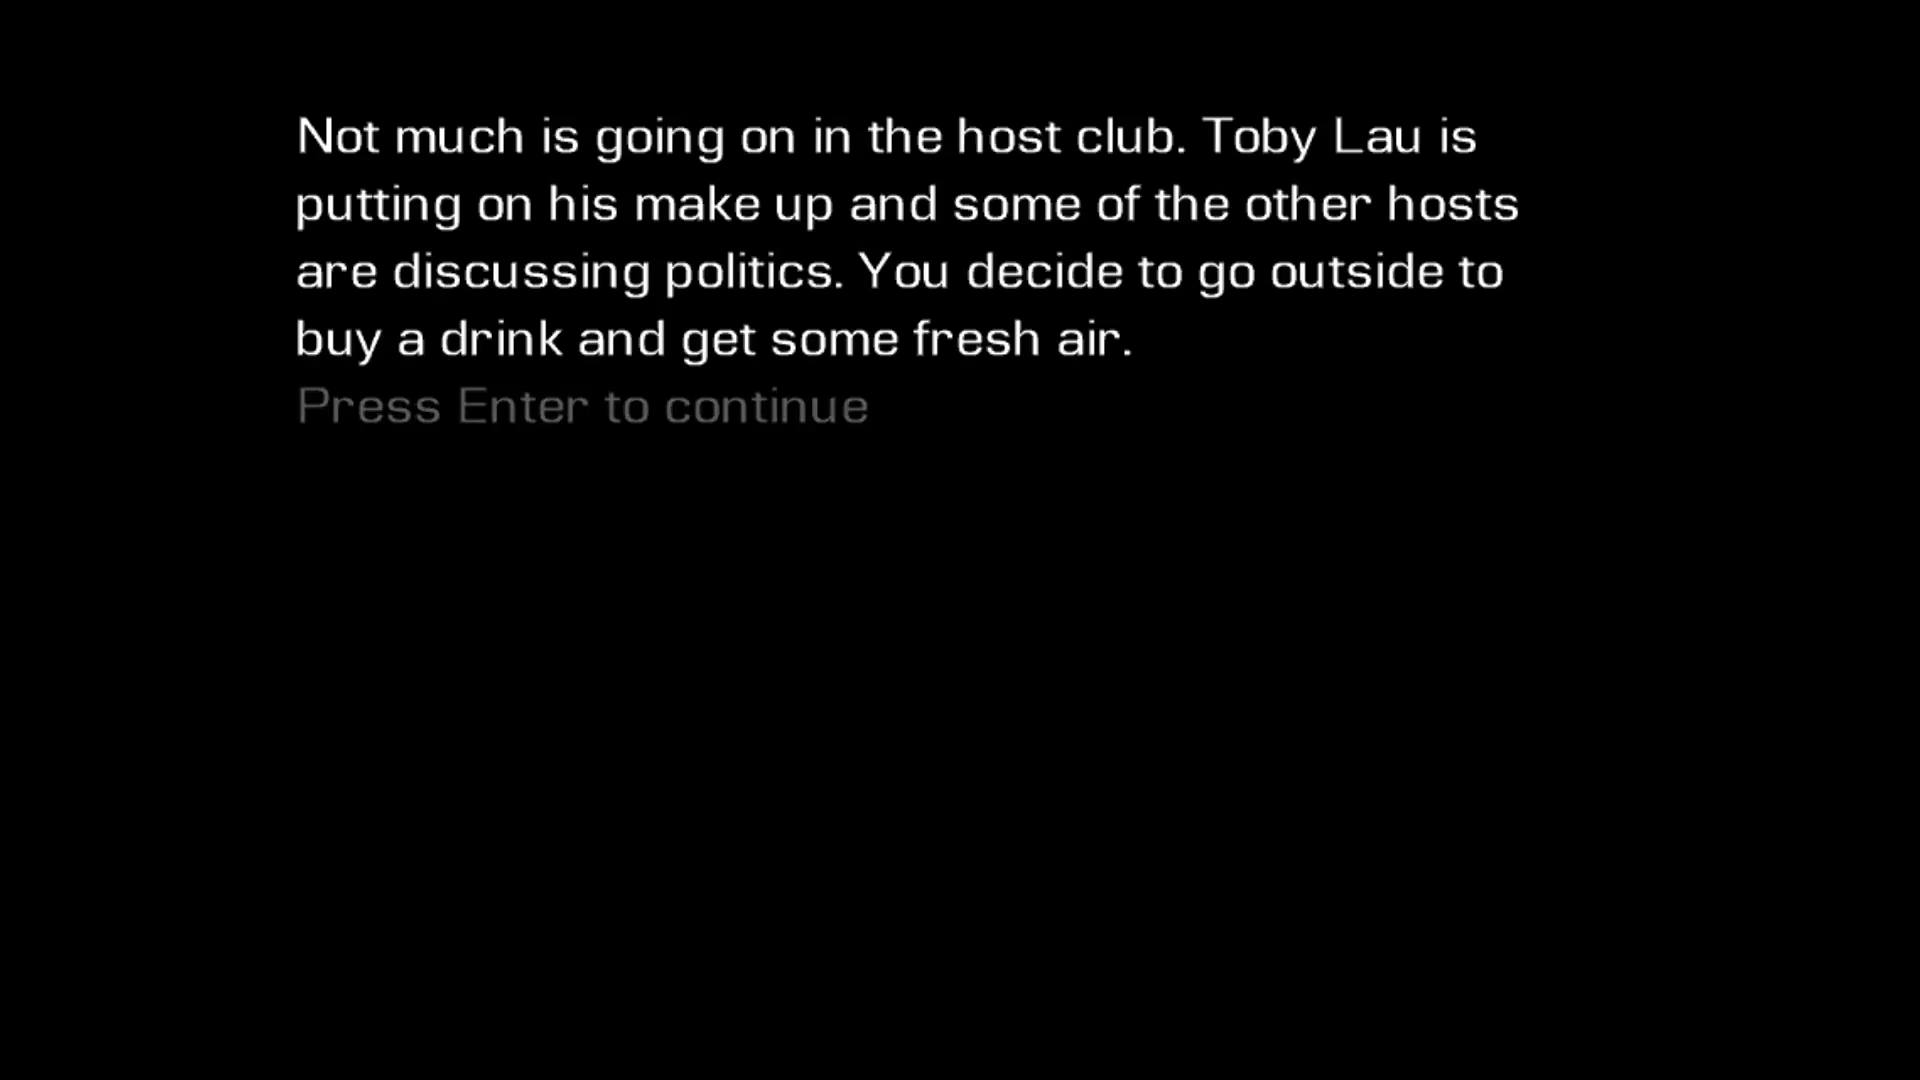 Not much is going on in the host club. Toby Lau is
putting on his make up and some of the other hosts
are discussing politics. You decide to go outside to
buy a drink and get some fresh air.
Press Enter to continue